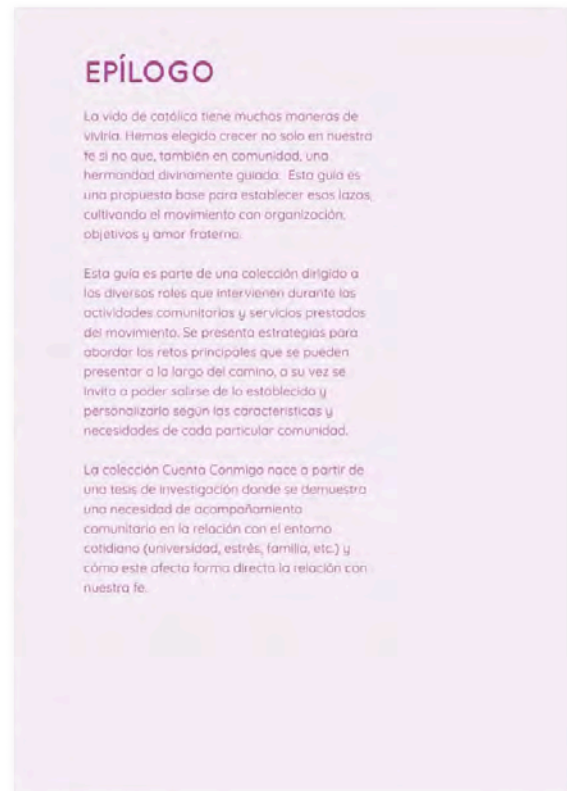 EPÍLOGO
La vida de católica tiene muchas maneras de
vivirla. Hemos elegido crecer no solo en nuestra
fe si no que, también en comunidad, una
hermandad divinamente guiada. Esta guía es
una propuesta base para establecer esos lazos,
cultivando el movimiento con organización,
objetivos y amor fraterno.
Esta guía es parte de una colección dirigido a
los diversos roles que intervienen durante las
actividades comunitarias y servicios prestados
del movimiento. Se presenta estrategias para
abordar los retos principales que se pueden
presentar a lo largo del camino, a su vez se
invita a poder salirse de lo establecido y
personalizarlo según las características y
necesidades de cada particular comunidad.
La colección Cuenta Conmigo nace a partir de
una tesis de investigación donde se demuestra
una necesidad de acompañamiento
comunitario en la relación con el entorno
cotidiano (universidad, estrés, familia, etc.) y
cómo este afecta forma directa la relación con
nuestra fe.